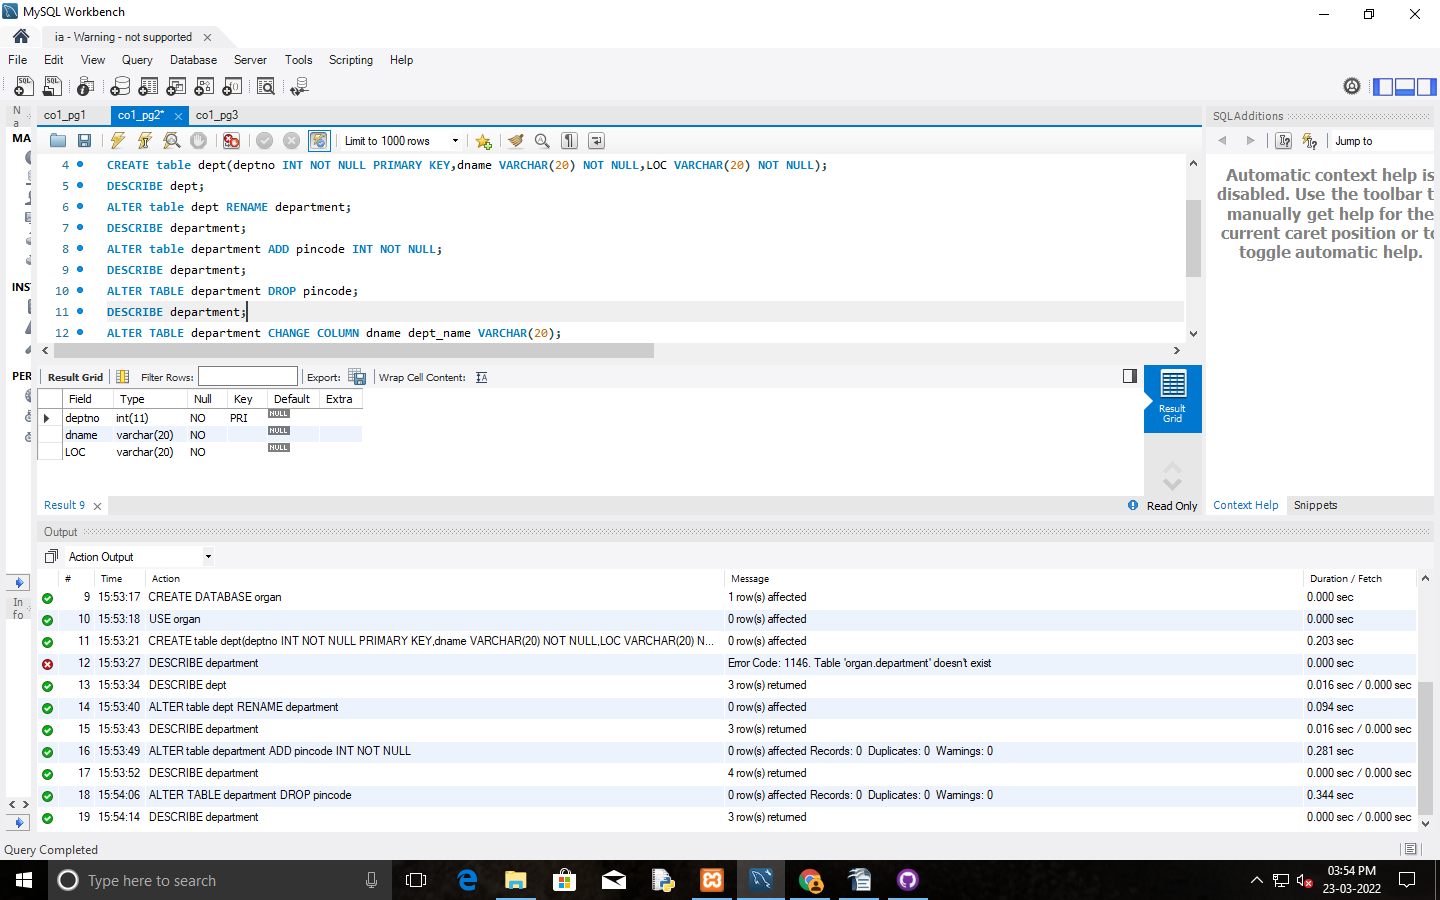 MySQL Workbench
ia - Warning - not supported
File Edit View Query Database Server Tools Scripting Help
N
a
MA
INS
PER
In
fo
co1_pg1 co1_pg2* co1_pg3
Limit to 1000 rows
4 CREATE table dept(deptno INT NOT NULL PRIMARY KEY,dname VARCHAR(20) NOT NULL,LOC VARCHAR(20) NOT NULL);
5 DESCRIBE dept;
6 ALTER table dept RENAME department;
7 DESCRIBE department;
8 ALTER table department ADD pincode INT NOT NULL;
9 DESCRIBE department;
10 ALTER TABLE department DROP pincode;
11 DESCRIBE department;
12 ALTER TABLE department CHANGE COLUMN dname dept_name VARCHAR(20);
Result Grid Filter Rows: Export: Wrap Cell Content:
Field Type Null Key Default Extra
deptno int(11) NO PRI NULL
dname varchar(20) NO NULL
LOC varchar(20) NO NULL
Result
Grid
Result 9
Read Only
SQLAdditions
Jump to
Automatic context help is
disabled. Use the toolbar t
manually get help for the
current caret position or to
toggle automatic help.
Context Help Snippets
Output
Action Output
# Time Action Message Duration / Fetch
9 15:53:17 CREATE DATABASE organ 1 row(s) affected 0.000 sec
10 15:53:18 USE organ 0 row(s) affected 0.000 sec
11 15:53:21 CREATE table dept(deptno INT NOT NULL PRIMARY KEY,dname VARCHAR(20) NOT NULL,LOC VARCHAR(20) N... 0 row(s) affected 0.203 sec
12 15:53:27 DESCRIBE department Error Code: 1146. Table 'organ.department' doesn't exist 0.000 sec
13 15:53:34 DESCRIBE dept 3 row(s) returned 0.016 sec / 0.000 sec
14 15:53:40 ALTER table dept RENAME department 0 row(s) affected 0.094 sec
15 15:53:43 DESCRIBE department 3 row(s) returned 0.016 sec / 0.000 sec
16 15:53:49 ALTER table department ADD pincode INT NOT NULL 0 row(s) affected Records: 0 Duplicates: 0 Warnings: 0 0.281 sec
17 15:53:52 DESCRIBE department 4 row(s) returned 0.000 sec / 0.000 sec
18 15:54:06 ALTER TABLE department DROP pincode 0 row(s) affected Records: 0 Duplicates: 0 Warnings: 0 0.344 sec
19 15:54:14 DESCRIBE department 3 row(s) returned 0.000 sec / 0.000 sec
Query Completed
Type here to search
03:54 PM
23-03-2022